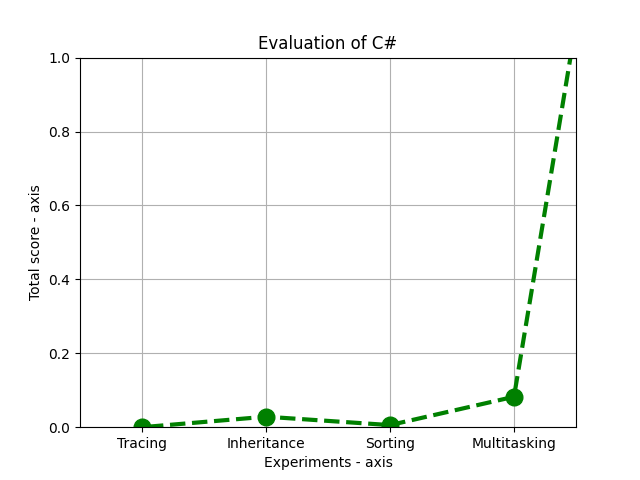 Evaluation of C#
1.0
0.8
0.6
0.4
0.2
0.0
Total score - axis
Tracing
Inheritance
Sorting
Multitasking
Experiments - axis